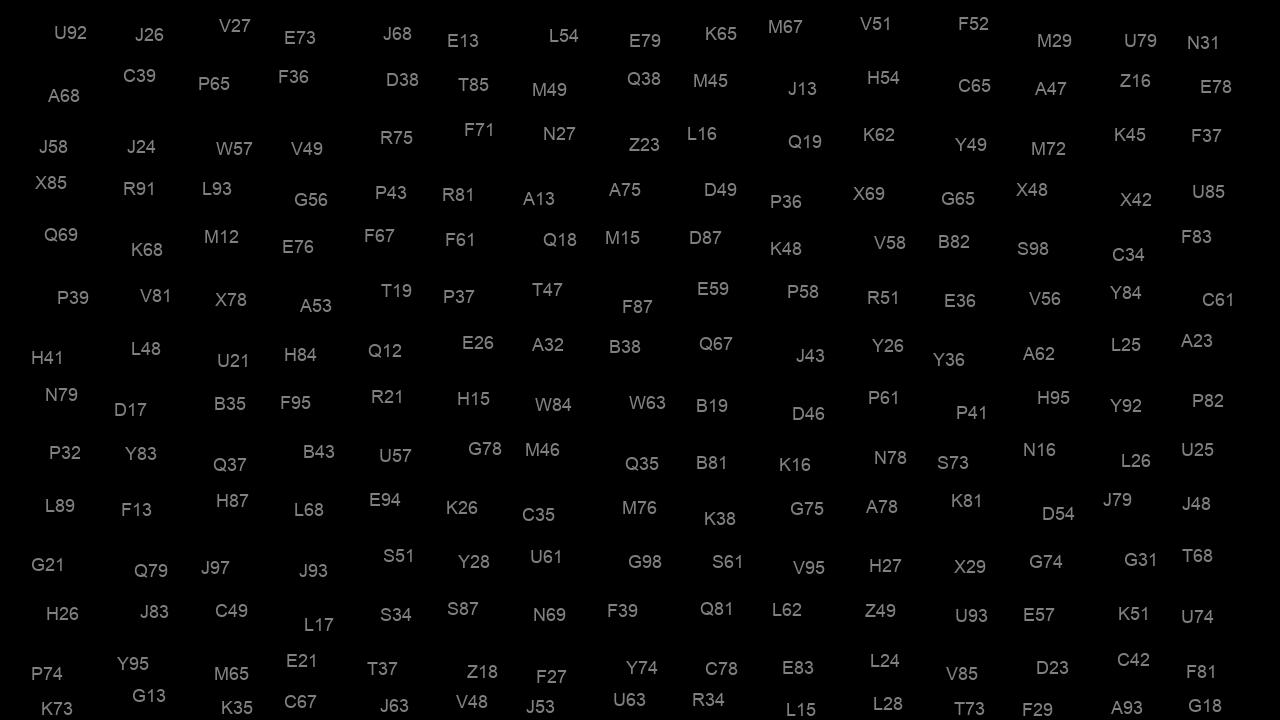 U92 J26 V27 E73 J68 E13 L54 E79 K65 M67 V51 F52 M29 U79 N31
A68 C39 P65 F36 D38 T85 M49 Q38 M45 J13 H54 C65 A47 Z16 E78
J58 J24 W57 V49 R75 F71 N27 Z23 L16 Q19 K62 Y49 M72 K45 F37
X85 R91 L93 G56 P43 R81 A13 A75 D49 P36 X69 G65 X48 X42 U85
Q69 K68 M12 E76 F67 F61 Q18 M15 D87 K48 V58 B82 S98 C34 F83
P39 V81 X78 A53 T19 P37 T47 F87 E59 P58 R51 E36 V56 Y84 C61
H41 L48 U21 H84 Q12 E26 A32 B38 Q67 J43 Y26 Y36 A62 L25 A23
N79 D17 B35 F95 R21 H15 W84 W63 B19 D46 P61 P41 H95 Y92 P82
P32 Y83 Q37 B43 U57 G78 M46 Q35 B81 K16 N78 S73 N16 L26 U25
L89 F13 H87 L68 E94 K26 C35 M76 K38 G75 A78 K81 D54 J79 J48
G21 Q79 J97 J93 S51 Y28 U61 G98 S61 V95 H27 X29 G74 G31 T68
H26 J83 C49 L17 S34 S87 N69 F39 Q81 L62 Z49 U93 E57 K51 U74
P74 Y95 M65 E21 T37 Z18 F27 Y74 C78 E83 L24 V85 D23 C42 F81
K73 G13 K35 C67 J63 V48 J53 U63 R34 L15 L28 T73 F29 A93 G18